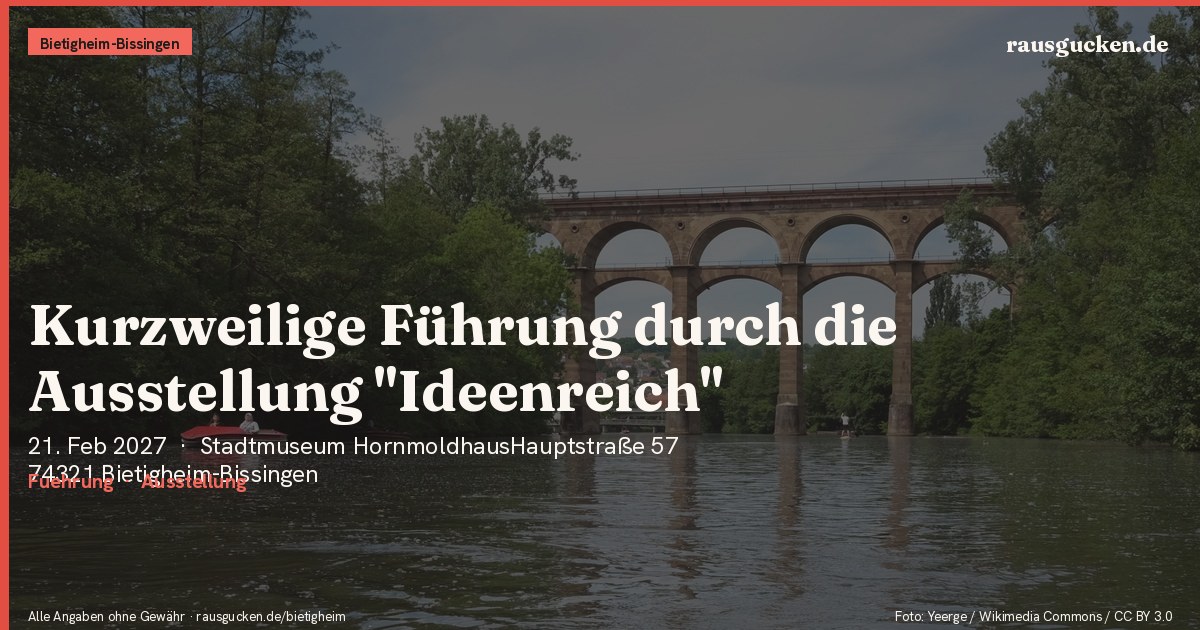 Bietigheim-Bissingen
rausgucken.de
Kurzweilige Führung durch die
Ausstellung "Ideenreich"
21. Feb 2027 · Stadtmuseum HornmoldhausHauptstraße 57
74321 Bietigheim-Bissingen
Fuehrung · Ausstellung
Alle Angaben ohne Gewähr · rausgucken.de/bietigheim
Foto: Yeerge / Wikimedia Commons / CC BY 3.0